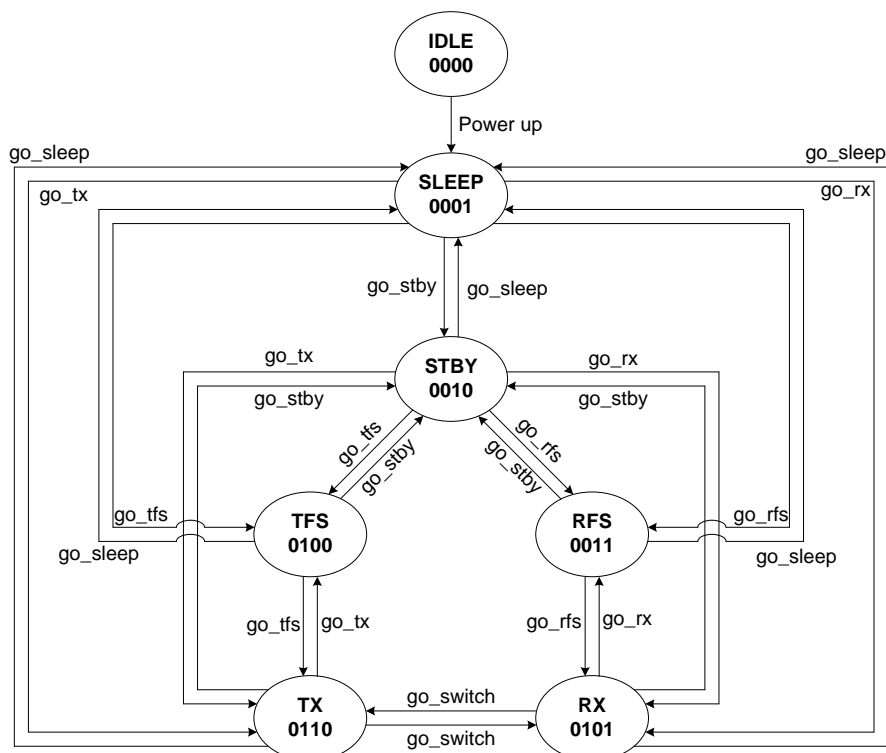 IDLE
0000
Power up
go_sleep
go_sleep
SLEEP
0001
go_tx
go_rx
go_stby
go_sleep
STBY
0010
go_tx
go_rx
go_stby
go_stby
go_tfs
go_stby
go_rfs
go_stby
go_tfs
TFS
0100
RFS
0011
go_rfs
go_sleep
go_sleep
go_tfs
go_tx
go_rfs
go_rx
TX
0110
go_switch
go_switch
RX
0101